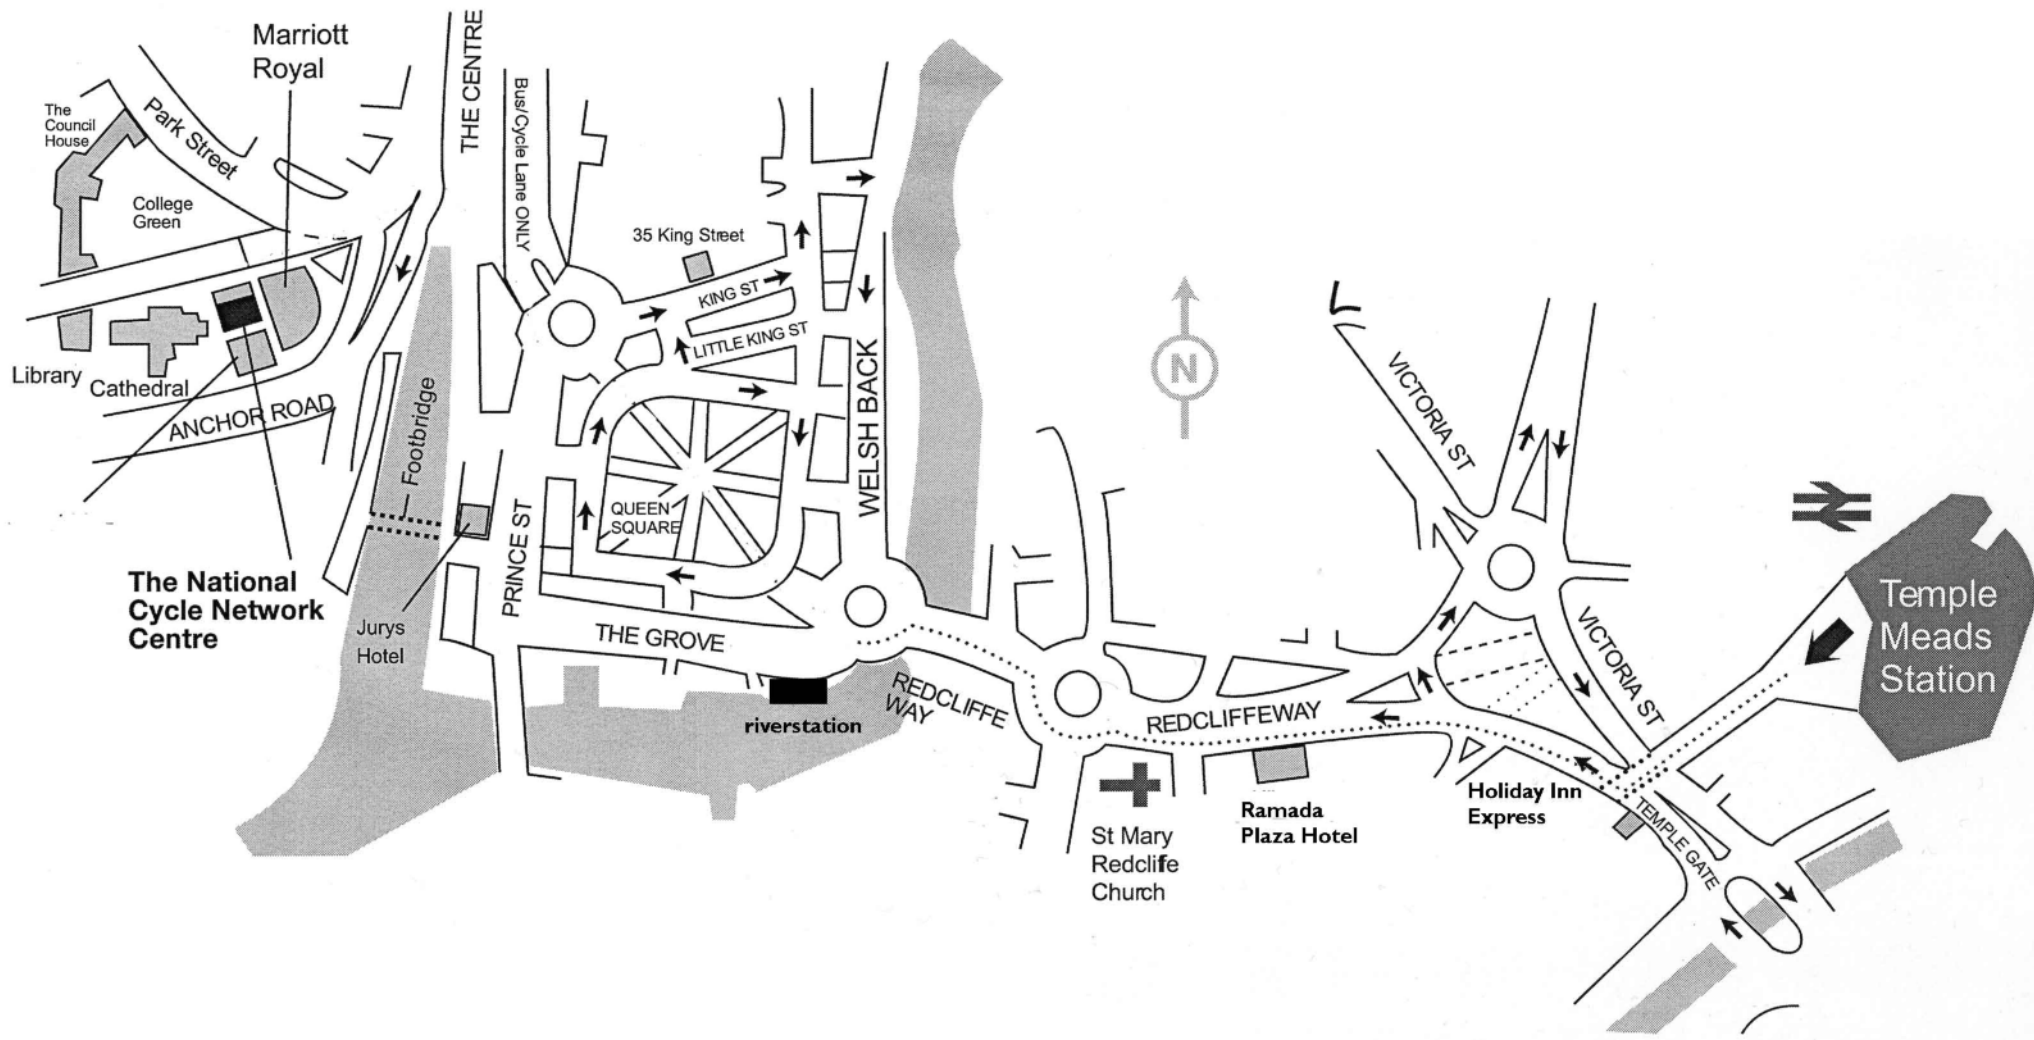 Marriott
Royal
The
Council
House
Park Street
College
Green
THE CENTRE
Bus/Cycle Lane ONLY
35 King Street
KING ST
LITTLE KING ST
Library
Cathedral
ANCHOR ROAD
Footbridge
WELSH BACK
N
VICTORIA ST
QUEEN
SQUARE
PRINCE ST
The National
Cycle Network
Centre
Jurys
Hotel
THE GROVE
riverstation
REDCLIFFE
WAY
REDCLIFFEWAY
VICTORIA ST
Temple
Meads
Station
St Mary
Redcliffe
Church
Ramada
Plaza Hotel
Holiday Inn
Express
TEMPLE GATE